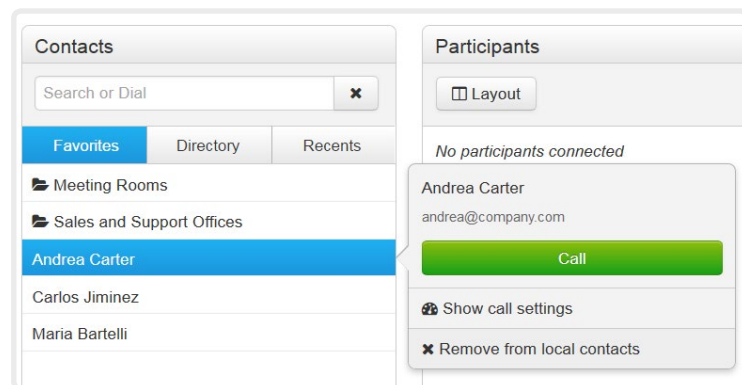 Contacts
Search or Dial
Favorites Directory Recents
Meeting Rooms
Sales and Support Offices
Andrea Carter
Carlos Jiminez
Maria Bartelli
Participants
Layout
No participants connected
Andrea Carter
andrea@company.com
Call
Show call settings
Remove from local contacts